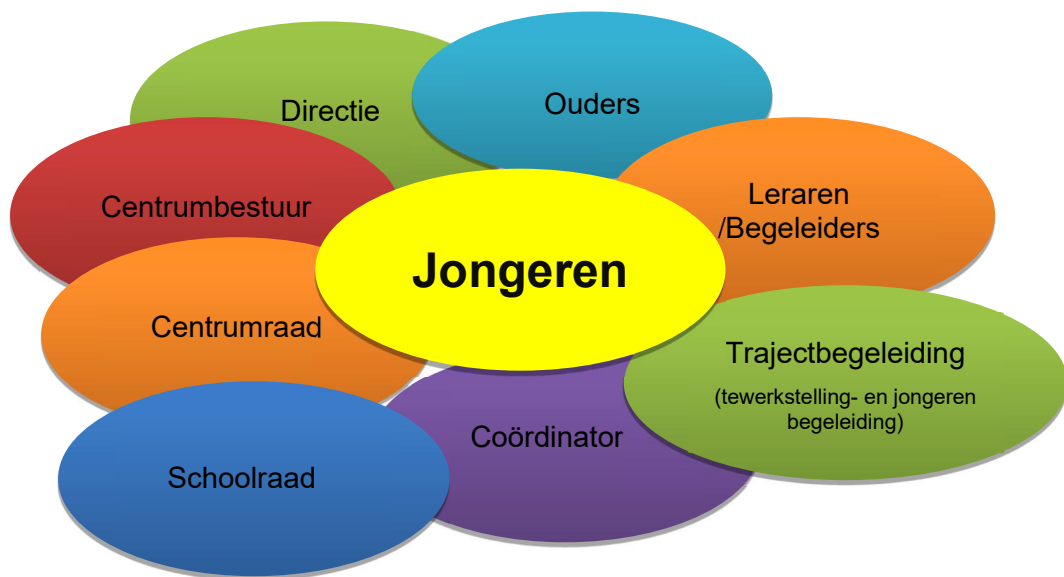 Directie
Ouders
Centrumbestuur
Leraren
/Begeleiders
Jongeren
Centrumraad
Trajectbegeleiding
(tewerkstelling- en jongeren
begeleiding)
Coördinator
Schoolraad